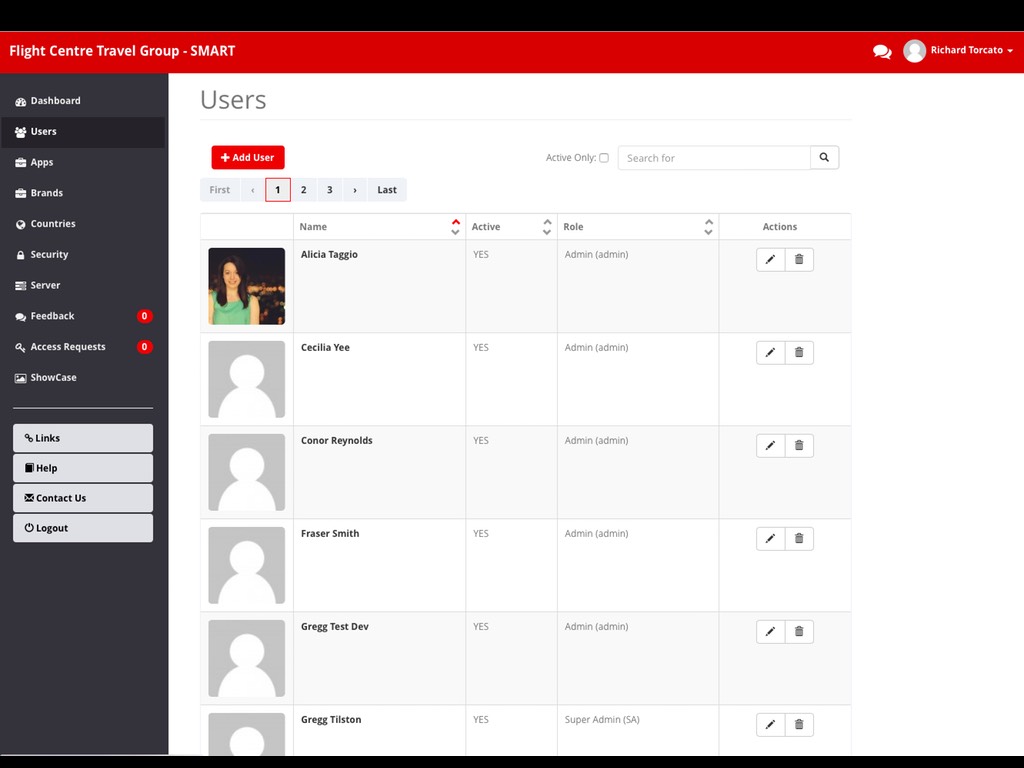 Flight Centre Travel Group - SMART
Richard Torcato
Dashboard
Users
Apps
Brands
Countries
Security
Server
Feedback 0
Access Requests 0
ShowCase
Links
Help
Contact Us
Logout
Users
Add User
Active Only:
Search for
First ‹ 1 2 3 › Last
Name Active Role Actions
Alicia Taggio YES Admin (admin)
Cecilia Yee YES Admin (admin)
Conor Reynolds YES Admin (admin)
Fraser Smith YES Admin (admin)
Gregg Test Dev YES Admin (admin)
Gregg Tilston YES Super Admin (SA)